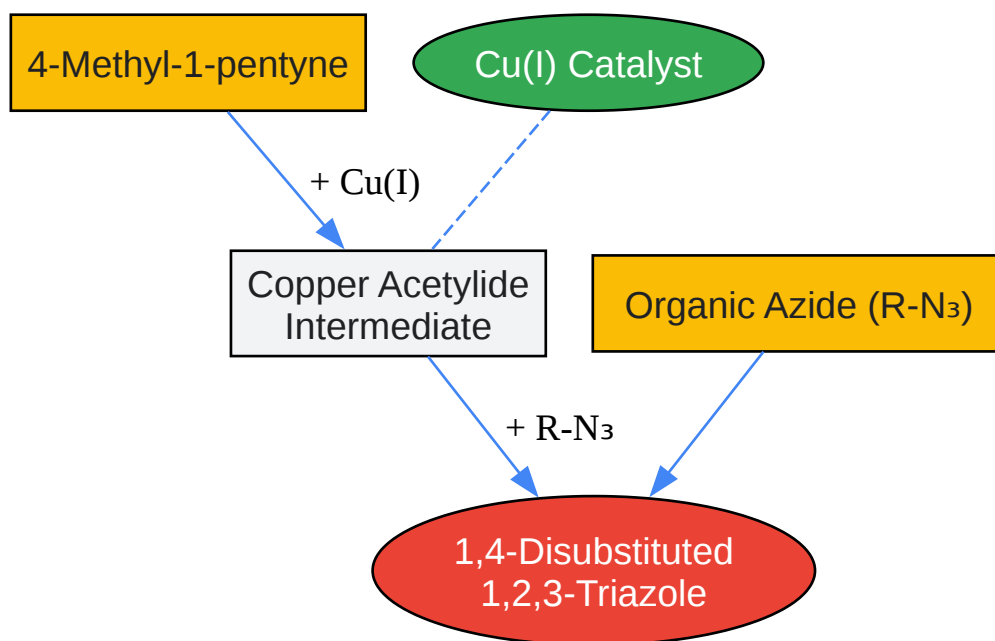 4-Methyl-1-pentyne
Cu(I) Catalyst
+ Cu(I)
Copper Acetylide
Intermediate
Organic Azide (R-N₃)
+ R-N₃
1,4-Disubstituted
1,2,3-Triazole